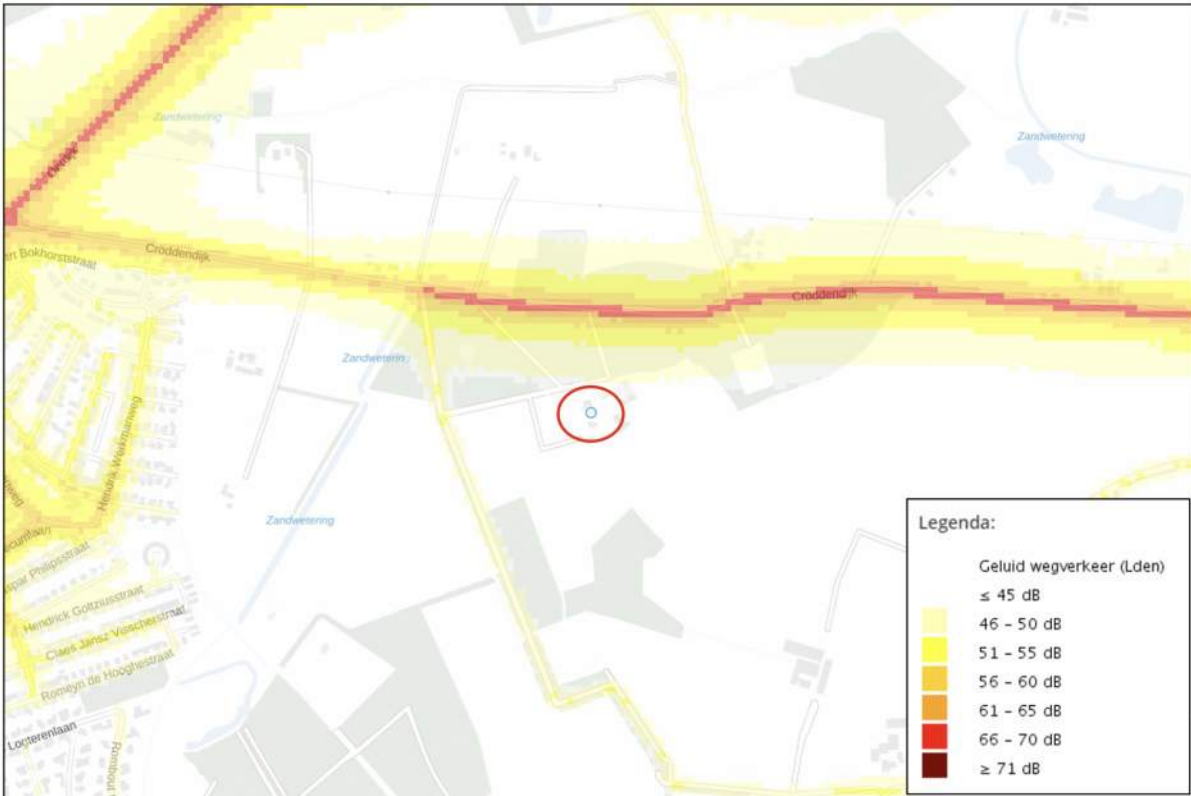 Zandwetering
Zandwetering
Bokhorststraat
Croddendijk
Croddendijk
Zandweterin
Hendrik Werkmanweg
Zandwetering
Hendrick Goltziusstraat
Claes Jansz Visscherstraat
Romeyn de Hooghestraat
Legenda:
Geluid wegverkeer (Lden)
≤ 45 dB
46 – 50 dB
51 – 55 dB
56 – 60 dB
61 – 65 dB
66 – 70 dB
≥ 71 dB